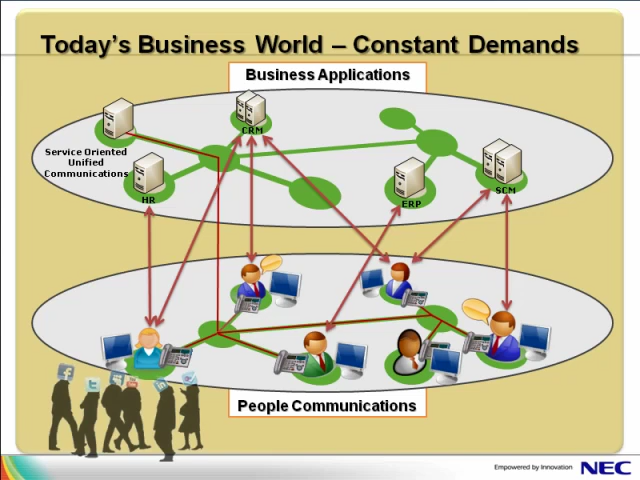 Today's Business World – Constant Demands
Business Applications
CRM
Service Oriented
Unified
Communications
HR
ERP
SCM
People Communications
Empowered by Innovation
NEC